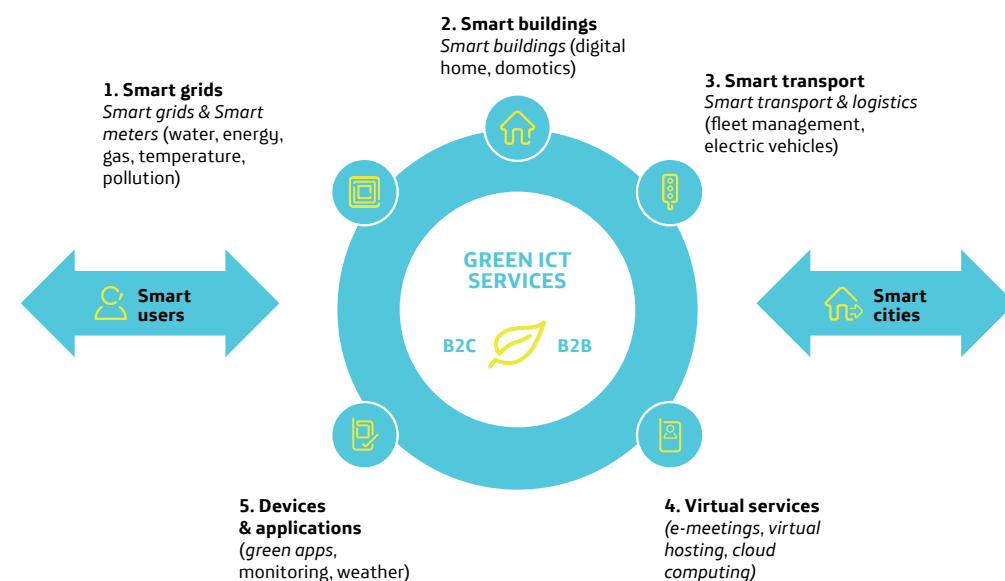 2. Smart buildings
Smart buildings (digital
home, domotics)
1. Smart grids
Smart grids & Smart
meters (water, energy,
gas, temperature,
pollution)
3. Smart transport
Smart transport & logistics
(fleet management,
electric vehicles)
GREEN ICT
SERVICES
B2C
B2B
Smart
users
Smart
cities
5. Devices
& applications
(green apps,
monitoring, weather)
4. Virtual services
(e-meetings, virtual
hosting, cloud
computing)